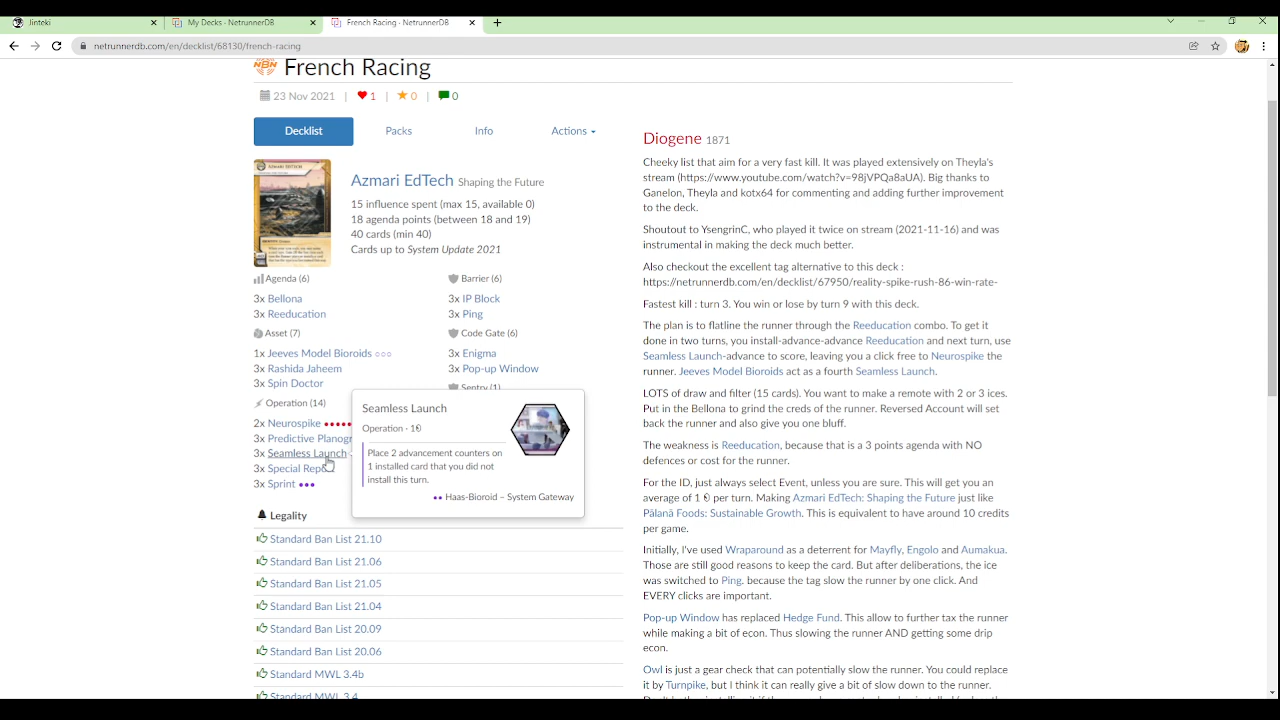 Jinteki
My Decks · NetrunnerDB
French Racing · NetrunnerDB
netrunnerdb.com/en/decklist/68130/french-racing
NBN
French Racing
23 Nov 2021 | 1 | 0 | 0
Decklist
Packs
Info
Actions
Azmari EdTech Shaping the Future
15 influence spent (max 15, available 0)
18 agenda points (between 18 and 19)
40 cards (min 40)
Cards up to System Update 2021
Agenda (6)
3x Bellona
3x Reeducation
Asset (7)
1x Jeeves Model Bioroids
3x Rashida Jaheem
3x Spin Doctor
Operation (14)
2x Neurospike
3x Predictive Planogr
3x Seamless Launch
3x Special Repo
3x Sprint
Barrier (6)
3x IP Block
3x Ping
Code Gate (6)
3x Enigma
3x Pop-up Window
Sentry (1)
Seamless Launch
Operation · 1
Place 2 advancement counters on
1 installed card that you did not
install this turn.
Haas-Bioroid – System Gateway
Legality
Standard Ban List 21.10
Standard Ban List 21.06
Standard Ban List 21.05
Standard Ban List 21.04
Standard Ban List 20.09
Standard Ban List 20.06
Standard MWL 3.4b
Standard MWL 3.4
Diogene 1871
Cheeky list that aim for a very fast kill. It was played extensively on Theyla's
stream (https://www.youtube.com/watch?v=98jVPQa8aUA). Big thanks to
Ganelon, Theyla and kotx64 for commenting and adding further improvement
to the deck.
Shoutout to YsengrinC, who played it twice on stream (2021-11-16) and was
instrumental in making the deck much better.
Also checkout the excellent tag alternative to this deck :
https://netrunnerdb.com/en/decklist/67950/reality-spike-rush-86-win-rate-
Fastest kill : turn 3. You win or lose by turn 9 with this deck.
The plan is to flatline the runner through the Reeducation combo. To get it
done in two turns, you install-advance-advance Reeducation and next turn, use
Seamless Launch-advance to score, leaving you a click free to Neurospike the
runner. Jeeves Model Bioroids act as a fourth Seamless Launch.
LOTS of draw and filter (15 cards). You want to make a remote with 2 or 3 ices.
Put in the Bellona to grind the creds of the runner. Reversed Account will set
back the runner and also give you one bluff.
The weakness is Reeducation, because that is a 3 points agenda with NO
defences or cost for the runner.
For the ID, just always select Event, unless you are sure. This will get you an
average of 1 per turn. Making Azmari EdTech: Shaping the Future just like
Pālanā Foods: Sustainable Growth. This is equivalent to have around 10 credits
per game.
Initially, I've used Wraparound as a deterrent for Mayfly, Engolo and Aumakua.
Those are still good reasons to keep the card. But after deliberations, the ice
was switched to Ping. because the tag slow the runner by one click. And
EVERY clicks are important.
Pop-up Window has replaced Hedge Fund. This allow to further tax the runner
while making a bit of econ. Thus slowing the runner AND getting some drip
econ.
Owl is just a gear check that can potentially slow the runner. You could replace
it by Turnpike, but I think it can really give a bit of slow down to the runner.